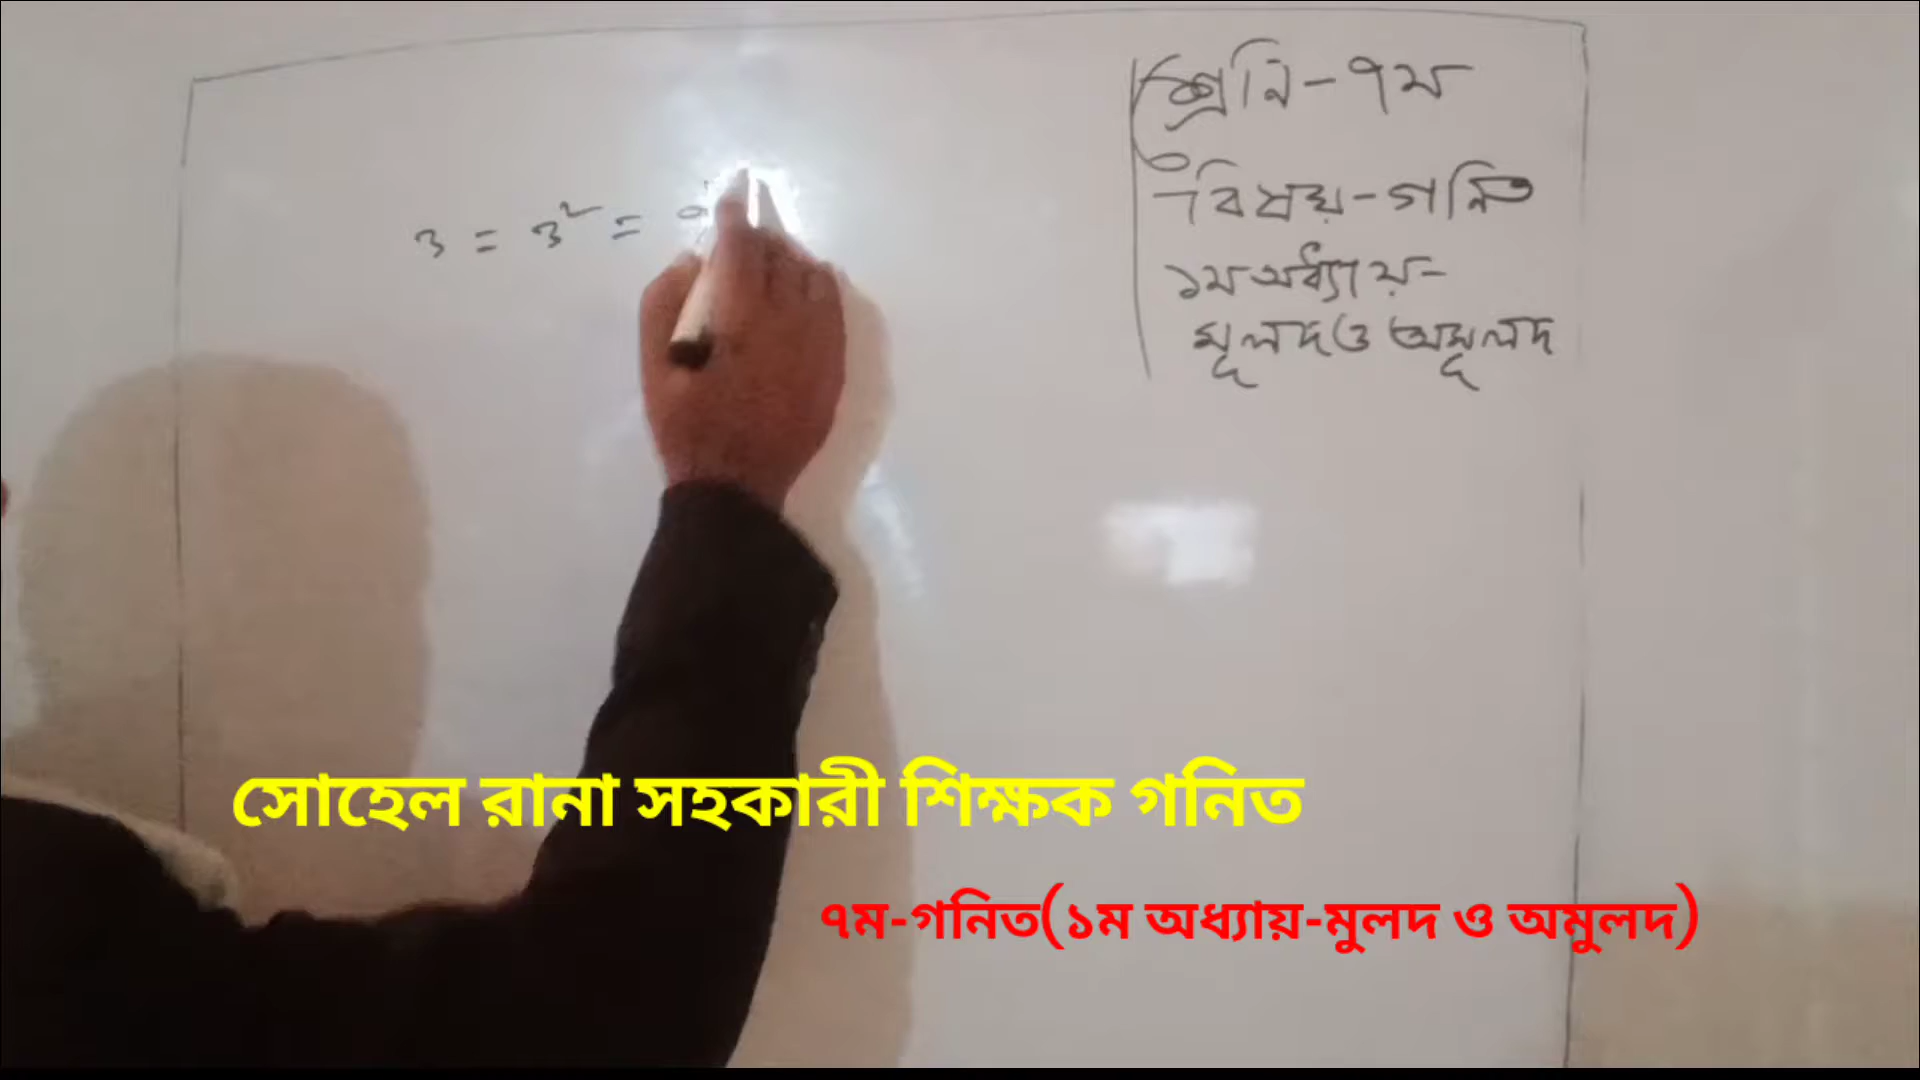 3 = 3² = 9
শ্রেনি-৭ম
বিষয়-গনিত
১ম অধ্যায়-
মূলদ ও অমূলদ
সোহেল রানা সহকারী শিক্ষক গনিত
৭ম-গনিত(১ম অধ্যায়-মুলদ ও অমুলদ)